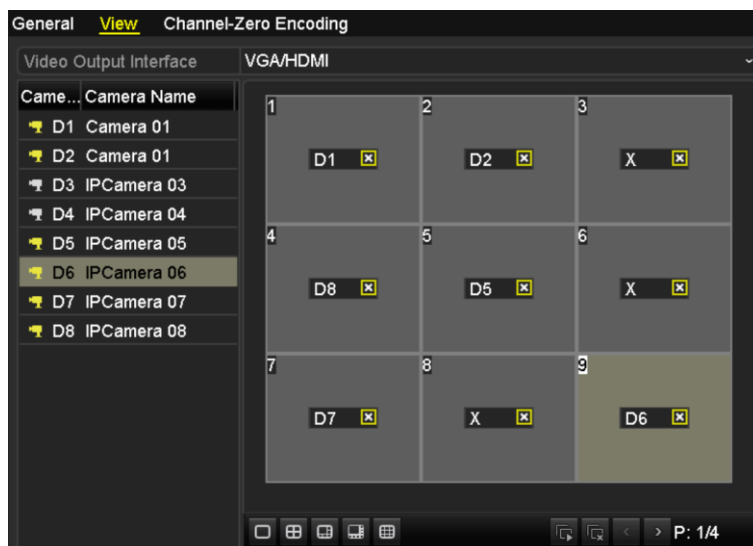 General View Channel-Zero Encoding
Video Output Interface VGA/HDMI
Came... Camera Name
D1 Camera 01
D2 Camera 01
D3 IPCamera 03
D4 IPCamera 04
D5 IPCamera 05
D6 IPCamera 06
D7 IPCamera 07
D8 IPCamera 08
1 2 3
D1 D2 X
4 5 6
D8 D5 X
7 8 9
D7 X D6
P: 1/4